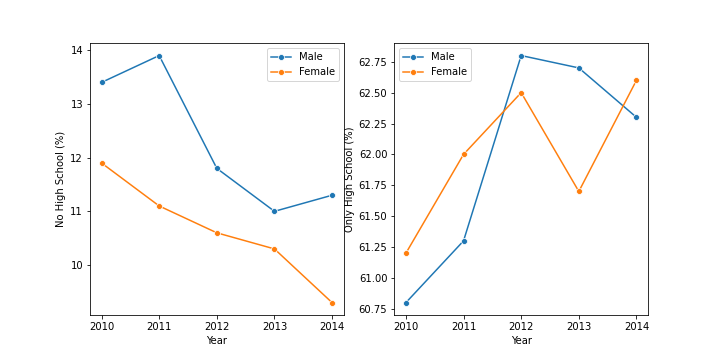 No High School (%)
14
13
12
11
10
Male
Female
2010 2011 2012 2013 2014
Year
Only High School (%)
62.75
62.50
62.25
62.00
61.75
61.50
61.25
61.00
60.75
Male
Female
2010 2011 2012 2013 2014
Year